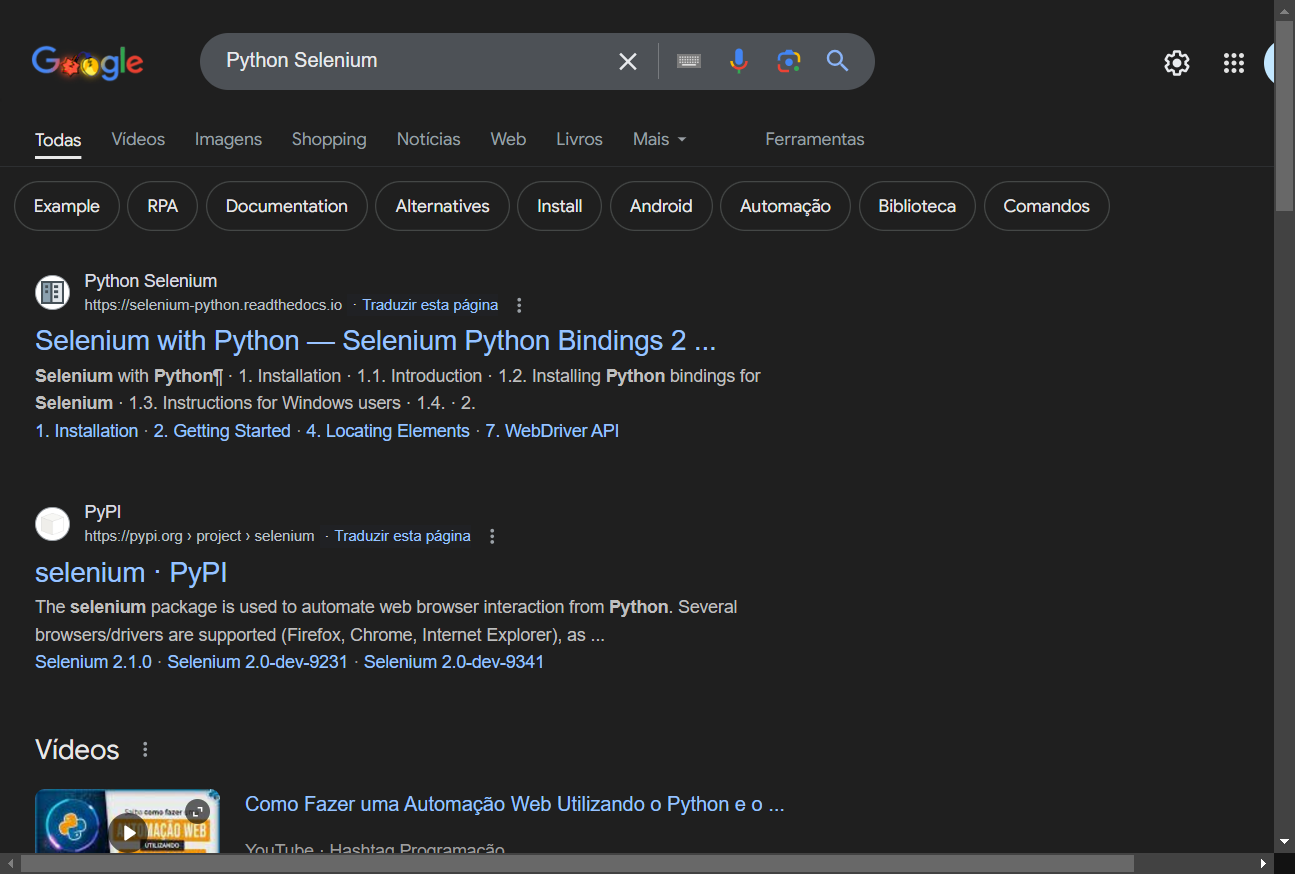 Google
Python Selenium
Todas Vídeos Imagens Shopping Notícias Web Livros Mais Ferramentas
Example RPA Documentation Alternatives Install Android Automação Biblioteca Comandos
Python Selenium
https://selenium-python.readthedocs.io · Traduzir esta página
Selenium with Python — Selenium Python Bindings 2 ...
Selenium with Python¶ · 1. Installation · 1.1. Introduction · 1.2. Installing Python bindings for
Selenium · 1.3. Instructions for Windows users · 1.4. · 2.
1. Installation · 2. Getting Started · 4. Locating Elements · 7. WebDriver API
PyPI
https://pypi.org › project › selenium · Traduzir esta página
selenium · PyPI
The selenium package is used to automate web browser interaction from Python. Several
browsers/drivers are supported (Firefox, Chrome, Internet Explorer), as ...
Selenium 2.1.0 · Selenium 2.0-dev-9231 · Selenium 2.0-dev-9341
Vídeos
como fazer
AUTOMAÇÃO WEB
UTILIZANDO
Como Fazer uma Automação Web Utilizando o Python e o ...
YouTube · Hashtag Programação